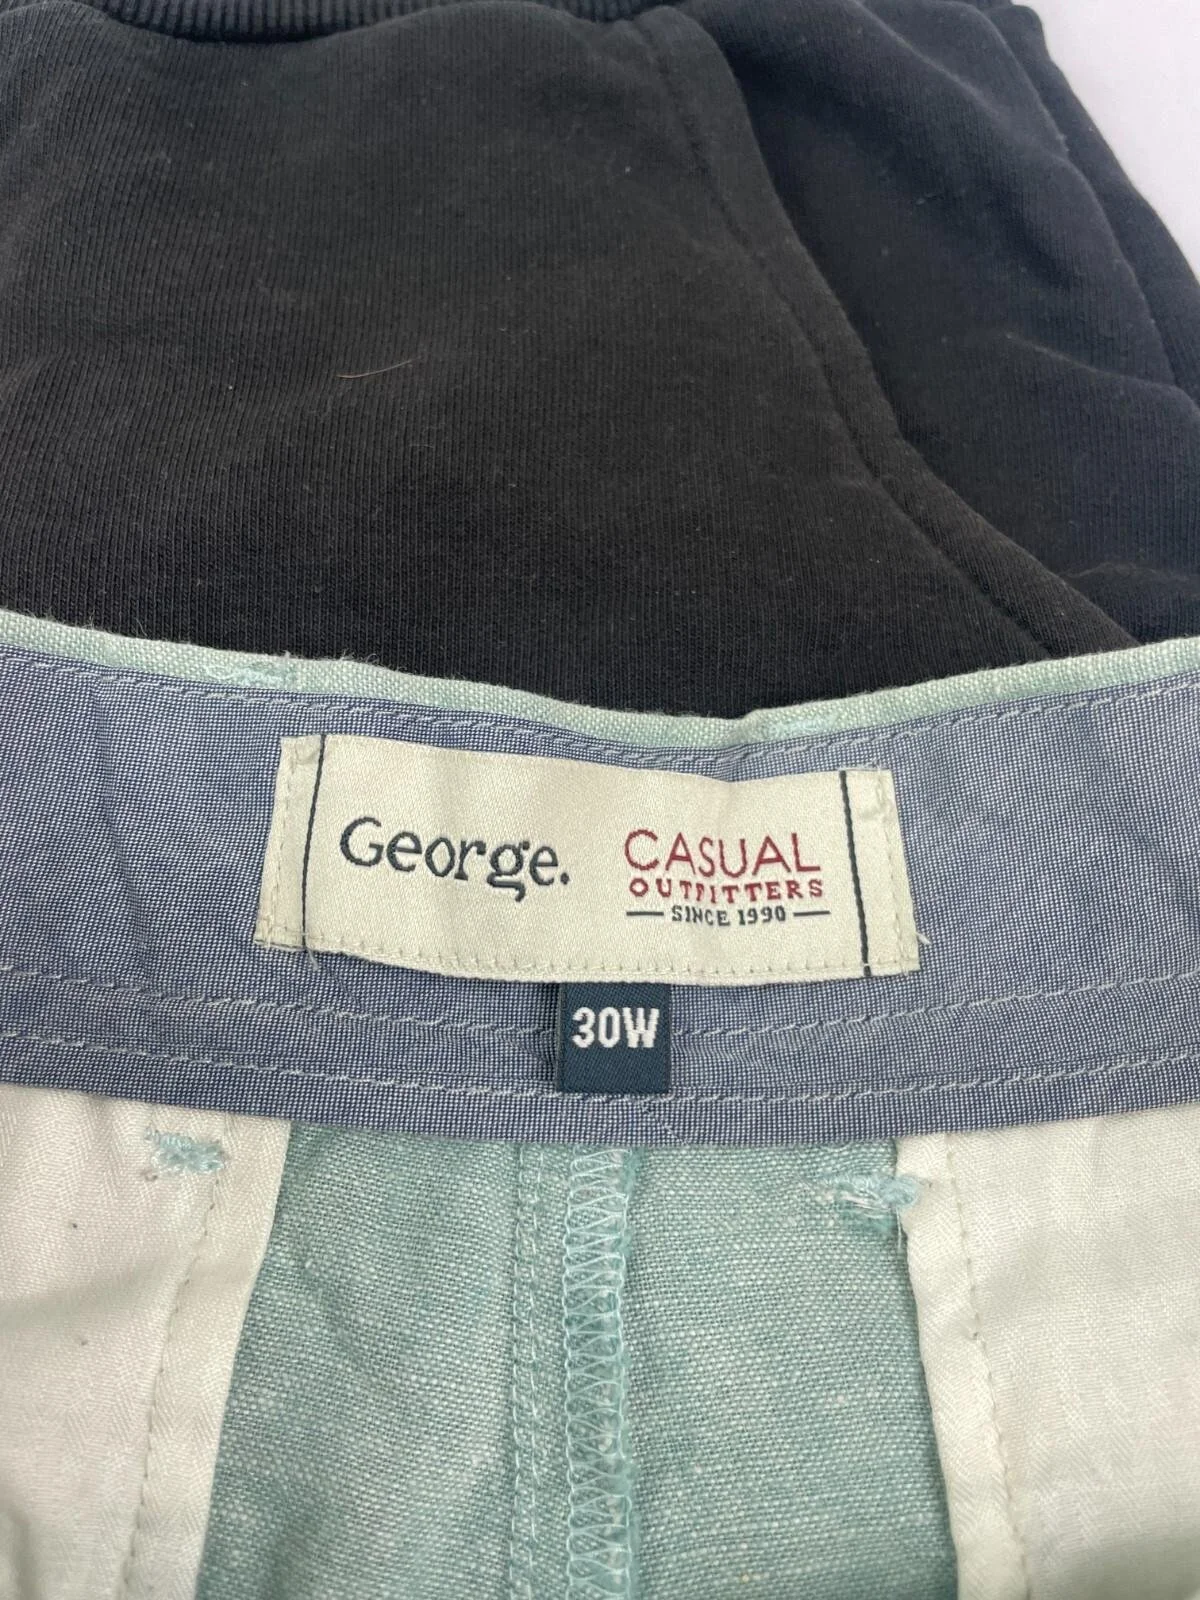 George.
CASUAL
OUTFITTERS
SINCE 1990
30W